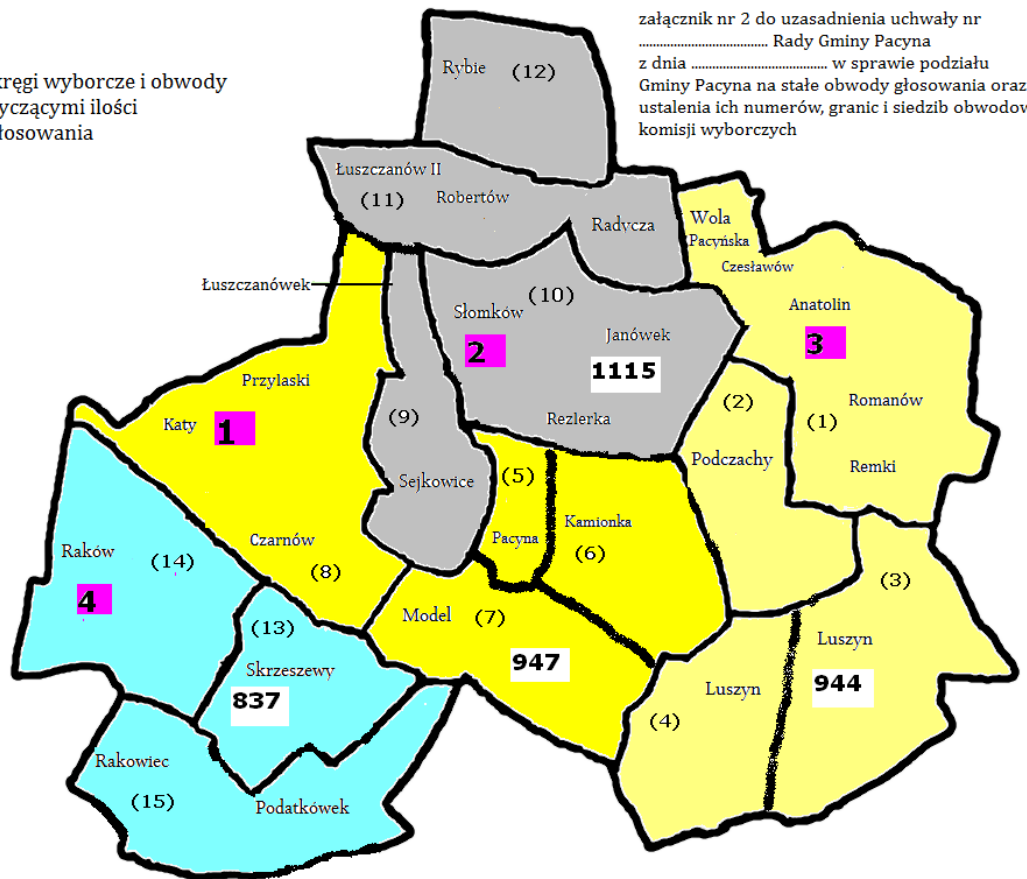 załącznik nr 2 do uzasadnienia uchwały nr
.................................... Rady Gminy Pacyna
z dnia ...................................... w sprawie podziału
Gminy Pacyna na stałe obwody głosowania oraz
ustalenia ich numerów, granic i siedzib obwodow
komisji wyborczych
kręgi wyborcze i obwody
yczącymi ilości
łosowania
Rybie (12)
Łuszczanów II
(11) Robertów
Radycza
Wola
Pacyńska
Czesławów
Łuszczanówek
Słomków (10)
2 Janówek
1115
Anatolin
3
Przylaski
Katy 1
(9)
Rezlerka
(2)
(1) Romanów
Podczachy
Remki
Sejkowice
(5)
Pacyna
Kamionka
(6)
Czarnów
(8)
Raków (14)
4
(3)
Model (7)
947
(13)
Skrzeszewy
837
Luszyn
944
Luszyn
(4)
Rakowiec
(15)
Podatkówek